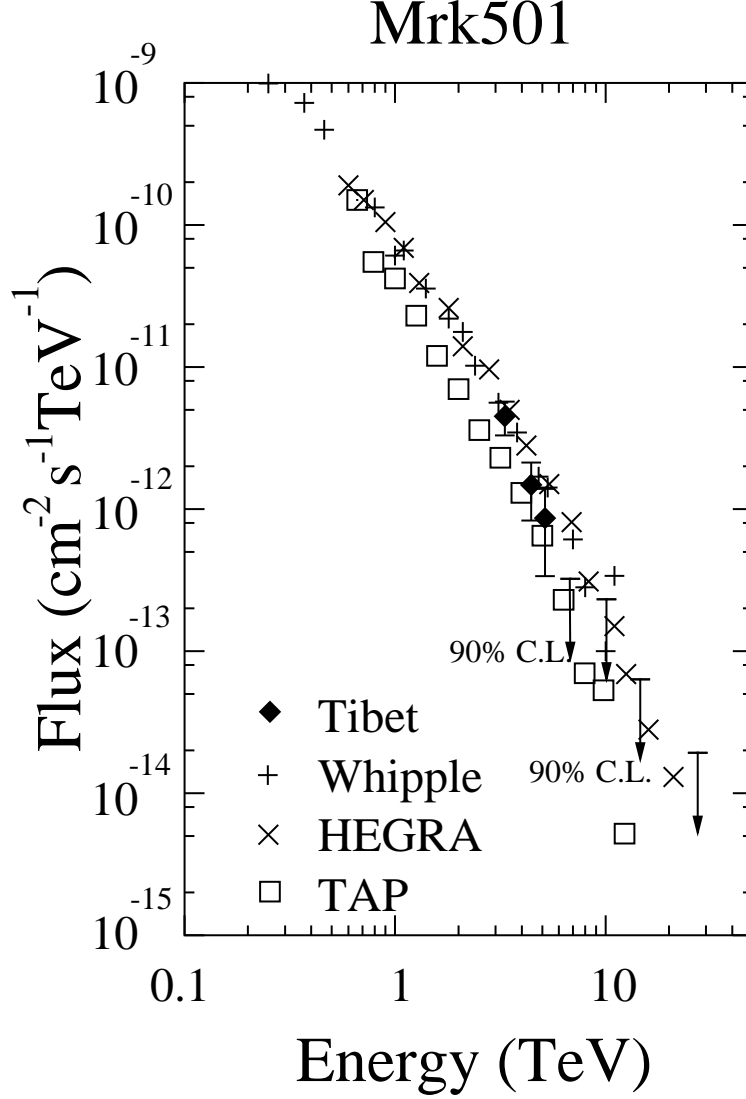 Mrk501
10^-9
10^-10
10^-11
10^-12
10^-13
10^-14
10^-15
Flux (cm^-2 s^-1 TeV^-1)
90% C.L.
90% C.L.
Tibet
Whipple
HEGRA
TAP
0.1 1 10
Energy (TeV)